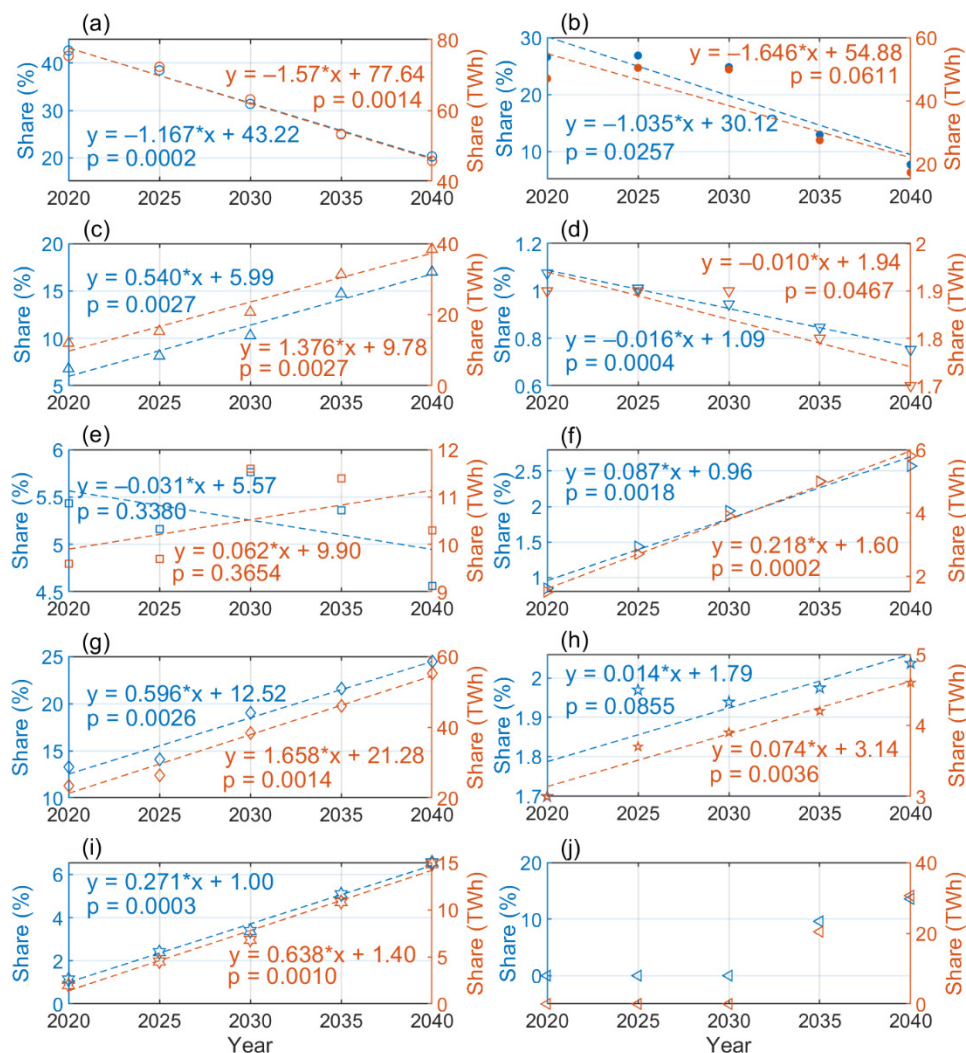 (a)
Share (%)
40
30
20
y = –1.57*x + 77.64
p = 0.0014
y = –1.167*x + 43.22
p = 0.0002
80
60
40
Share (TWh)
2020 2025 2030 2035 2040
(b)
Share (%)
30
20
10
y = –1.646*x + 54.88
p = 0.0611
y = –1.035*x + 30.12
p = 0.0257
60
40
20
Share (TWh)
2020 2025 2030 2035 2040
(c)
Share (%)
20
15
10
5
y = 0.540*x + 5.99
p = 0.0027
y = 1.376*x + 9.78
p = 0.0027
40
20
0
Share (TWh)
2020 2025 2030 2035 2040
(d)
Share (%)
1.2
1
0.8
0.6
y = –0.010*x + 1.94
p = 0.0467
y = –0.016*x + 1.09
p = 0.0004
2
1.9
1.8
1.7
Share (TWh)
2020 2025 2030 2035 2040
(e)
Share (%)
6
5.5
5
4.5
y = –0.031*x + 5.57
p = 0.3380
y = 0.062*x + 9.90
p = 0.3654
12
11
10
9
Share (TWh)
2020 2025 2030 2035 2040
(f)
Share (%)
2.5
2
1.5
1
y = 0.087*x + 0.96
p = 0.0018
y = 0.218*x + 1.60
p = 0.0002
6
4
2
Share (TWh)
2020 2025 2030 2035 2040
(g)
Share (%)
25
20
15
10
y = 0.596*x + 12.52
p = 0.0026
y = 1.658*x + 21.28
p = 0.0014
60
40
20
Share (TWh)
2020 2025 2030 2035 2040
(h)
Share (%)
2
1.9
1.8
1.7
y = 0.014*x + 1.79
p = 0.0855
y = 0.074*x + 3.14
p = 0.0036
5
4
3
Share (TWh)
2020 2025 2030 2035 2040
(i)
Share (%)
6
4
2
0
y = 0.271*x + 1.00
p = 0.0003
y = 0.638*x + 1.40
p = 0.0010
15
10
5
0
Share (TWh)
2020 2025 2030 2035 2040
Year
(j)
Share (%)
20
10
0
40
20
0
Share (TWh)
2020 2025 2030 2035 2040
Year